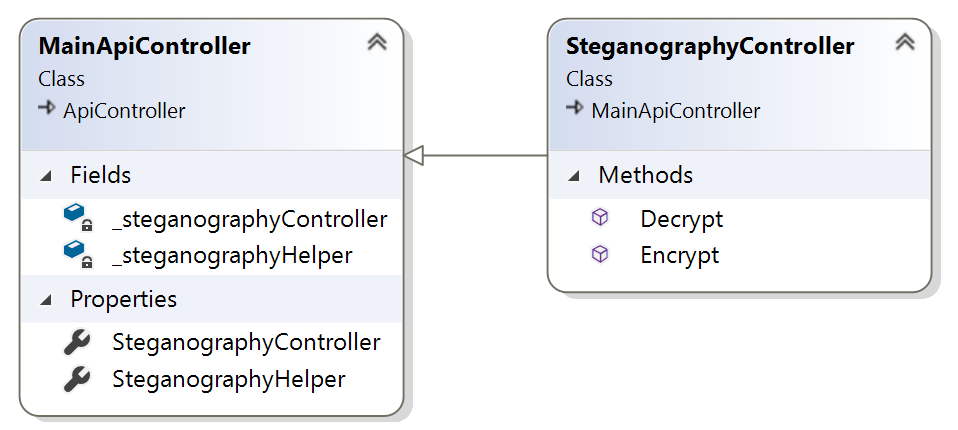 MainApiController
Class
ApiController
Fields
_steganographyController
_steganographyHelper
Properties
SteganographyController
SteganographyHelper
SteganographyController
Class
MainApiController
Methods
Decrypt
Encrypt